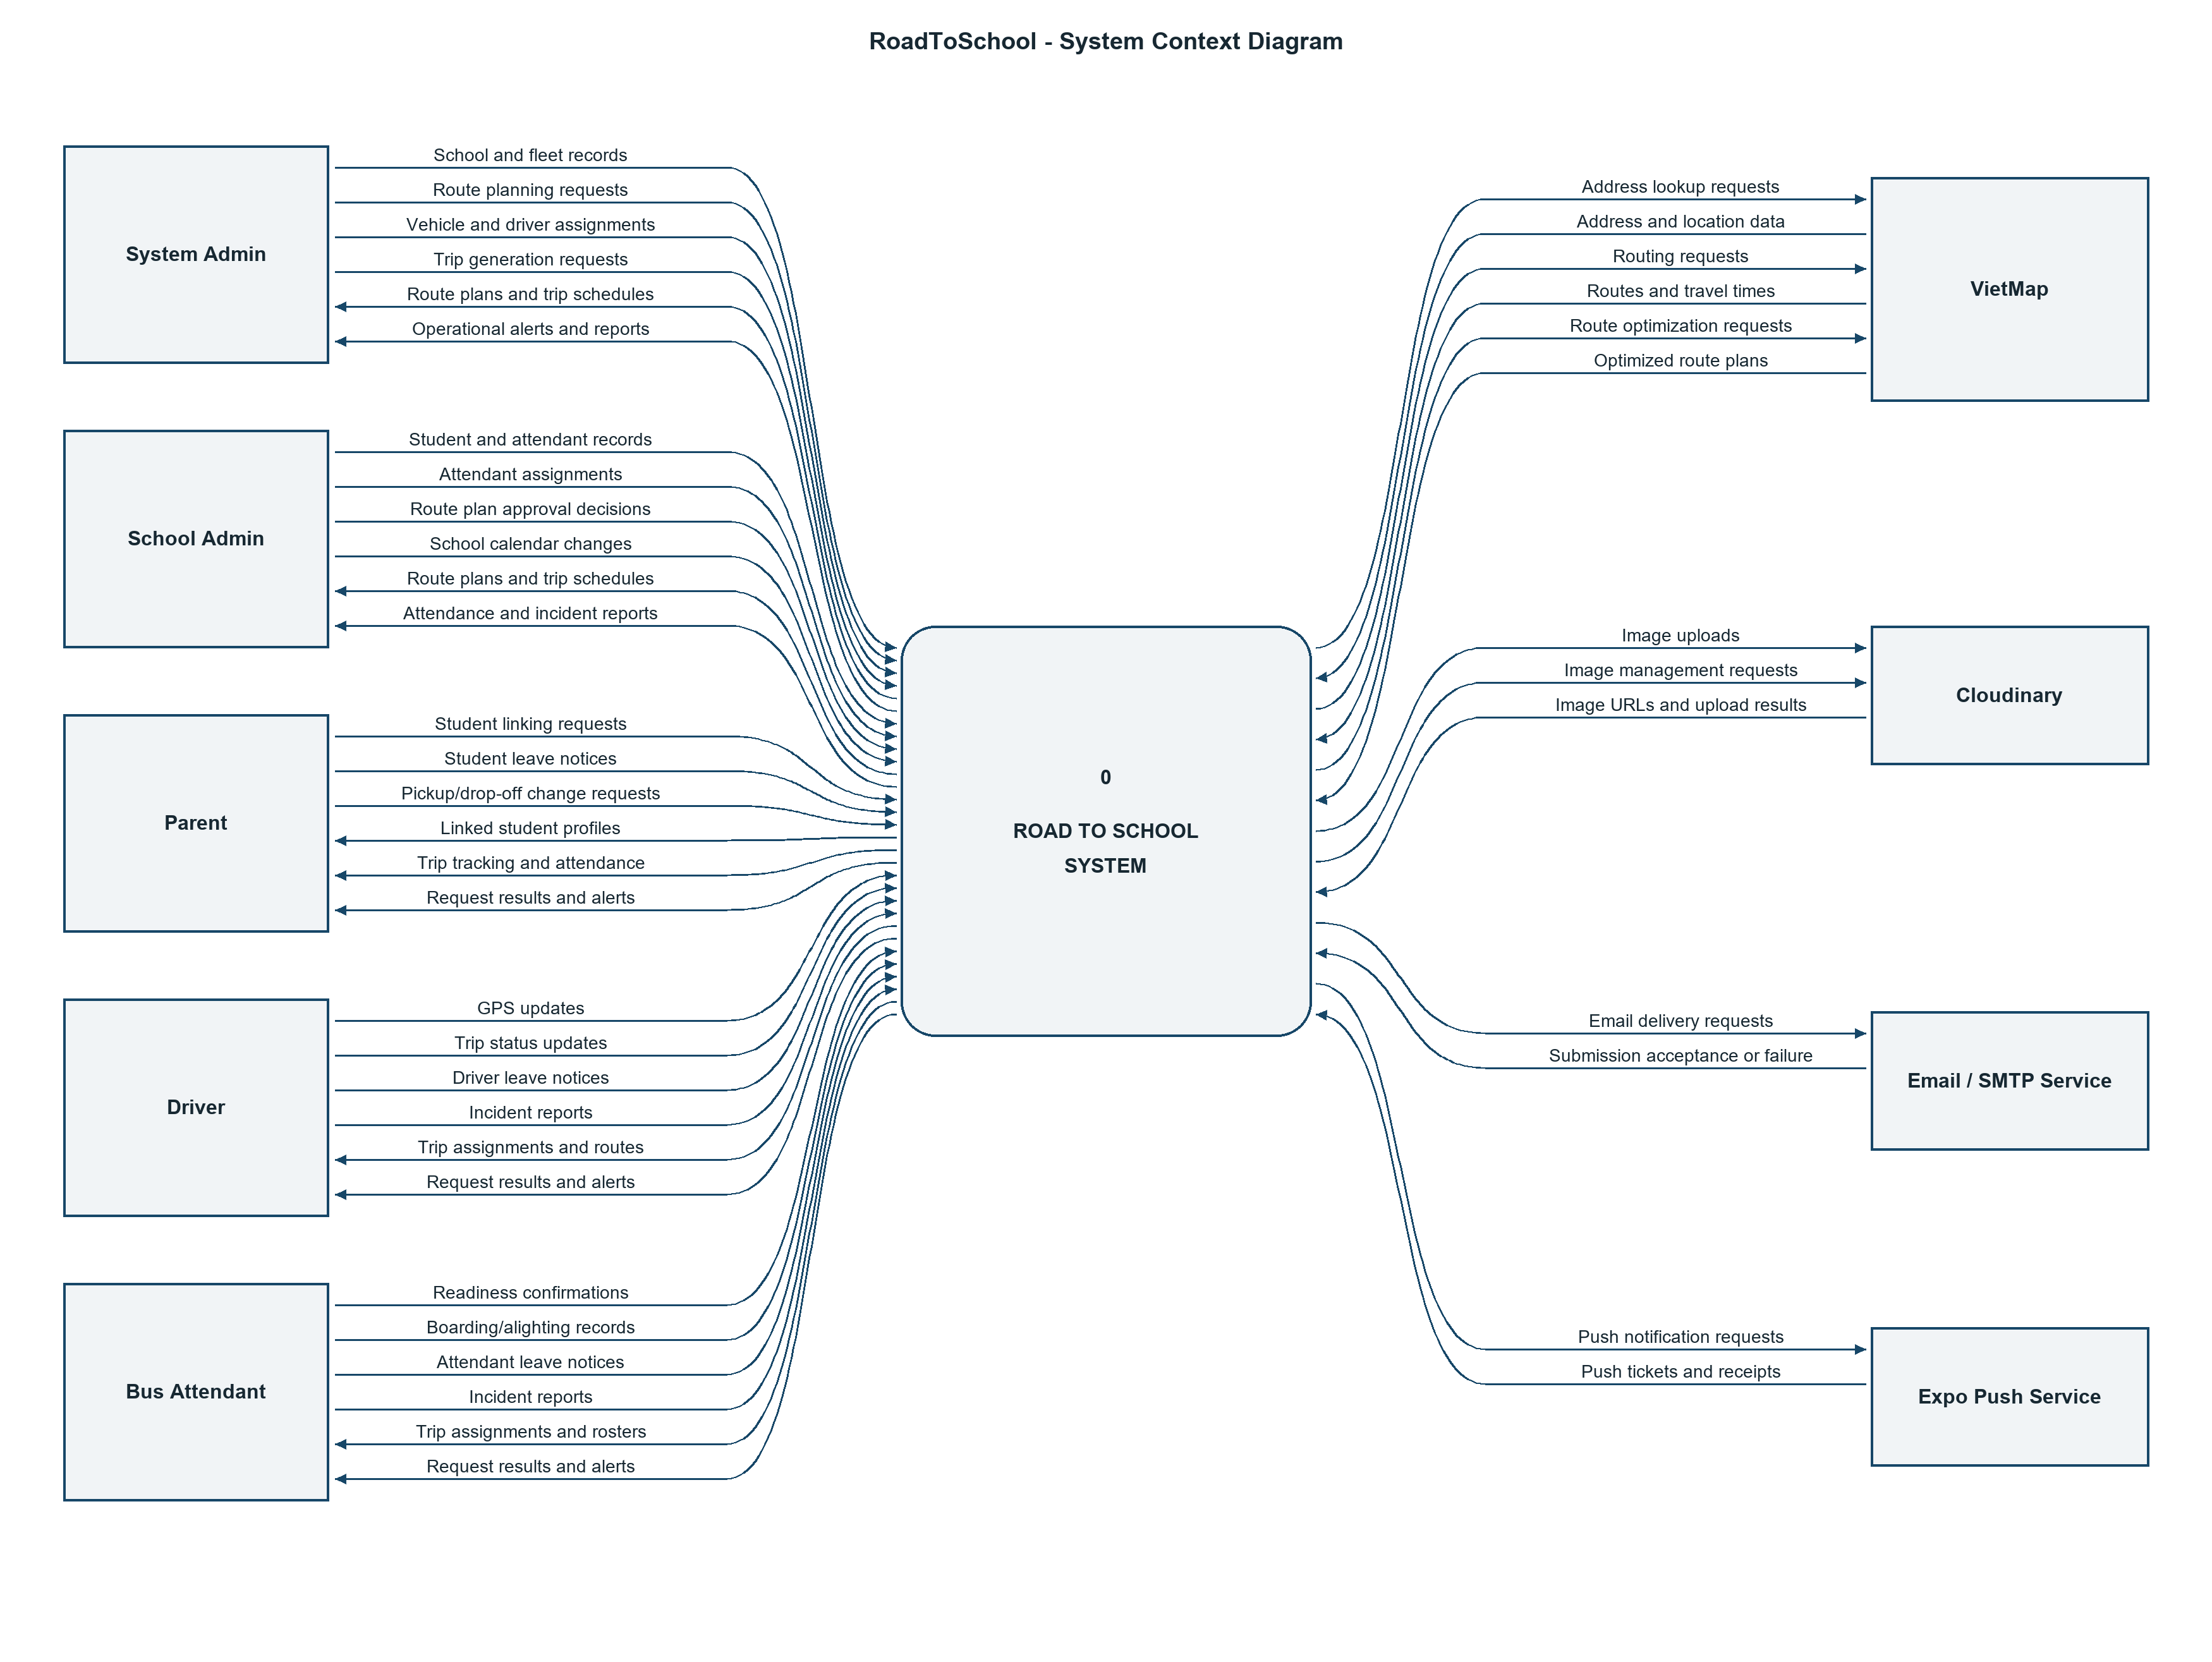 RoadToSchool - System Context Diagram
System Admin
School and fleet records
Route planning requests
Vehicle and driver assignments
Trip generation requests
Route plans and trip schedules
Operational alerts and reports
School Admin
Student and attendant records
Attendant assignments
Route plan approval decisions
School calendar changes
Route plans and trip schedules
Attendance and incident reports
Parent
Student linking requests
Student leave notices
Pickup/drop-off change requests
Linked student profiles
Trip tracking and attendance
Request results and alerts
Driver
GPS updates
Trip status updates
Driver leave notices
Incident reports
Trip assignments and routes
Request results and alerts
Bus Attendant
Readiness confirmations
Boarding/alighting records
Attendant leave notices
Incident reports
Trip assignments and rosters
Request results and alerts
0
ROAD TO SCHOOL
SYSTEM
Address lookup requests
Address and location data
Routing requests
Routes and travel times
Route optimization requests
Optimized route plans
VietMap
Image uploads
Image management requests
Image URLs and upload results
Cloudinary
Email delivery requests
Submission acceptance or failure
Email / SMTP Service
Push notification requests
Push tickets and receipts
Expo Push Service